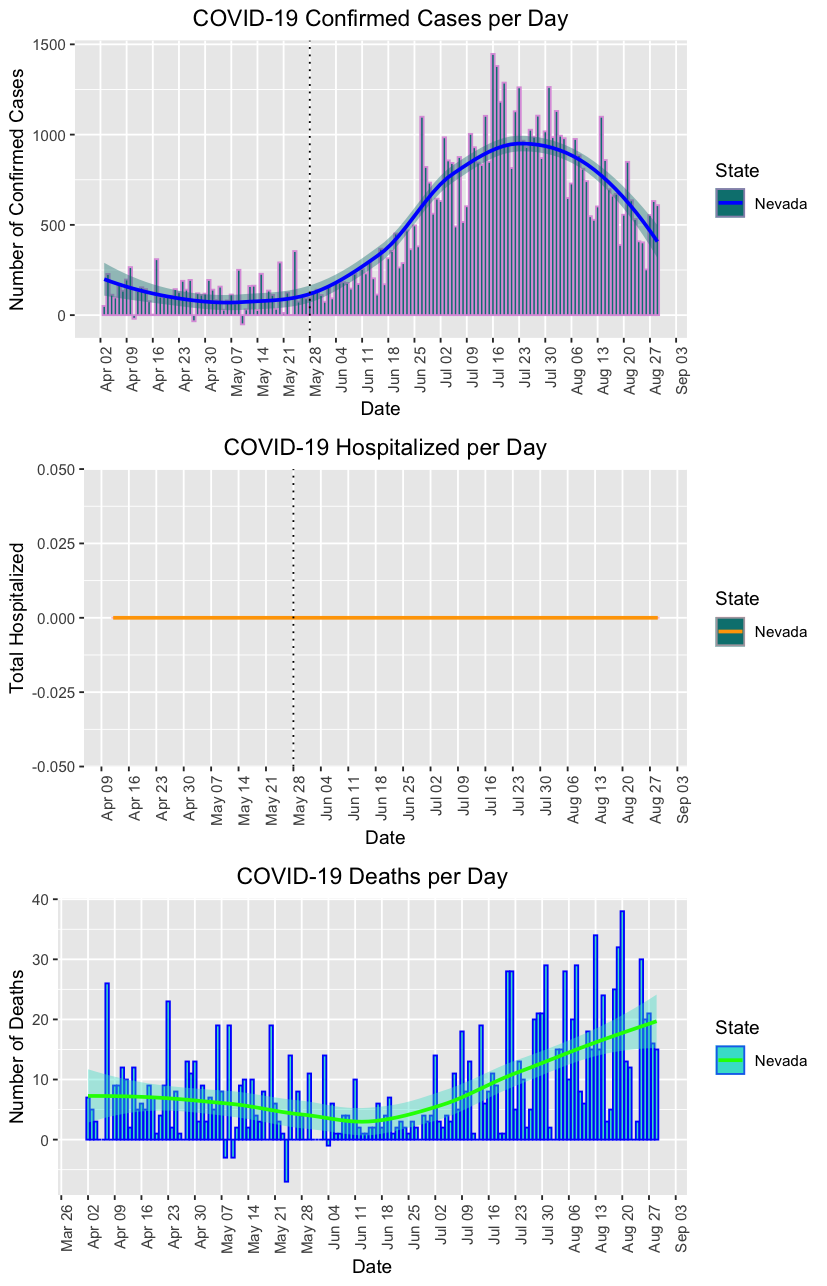 COVID-19 Confirmed Cases per Day
Number of Confirmed Cases
1500
1000
500
0
Apr 02
Apr 09
Apr 16
Apr 23
Apr 30
May 07
May 14
May 21
May 28
Jun 04
Jun 11
Jun 18
Jun 25
Jul 02
Jul 09
Jul 16
Jul 23
Jul 30
Aug 06
Aug 13
Aug 20
Aug 27
Sep 03
Date
State
Nevada
COVID-19 Hospitalized per Day
Total Hospitalized
0.050
0.025
0.000
-0.025
-0.050
Apr 09
Apr 16
Apr 23
Apr 30
May 07
May 14
May 21
May 28
Jun 04
Jun 11
Jun 18
Jun 25
Jul 02
Jul 09
Jul 16
Jul 23
Jul 30
Aug 06
Aug 13
Aug 20
Aug 27
Sep 03
Date
State
Nevada
COVID-19 Deaths per Day
Number of Deaths
40
30
20
10
0
Mar 26
Apr 02
Apr 09
Apr 16
Apr 23
Apr 30
May 07
May 14
May 21
May 28
Jun 04
Jun 11
Jun 18
Jun 25
Jul 02
Jul 09
Jul 16
Jul 23
Jul 30
Aug 06
Aug 13
Aug 20
Aug 27
Sep 03
Date
State
Nevada